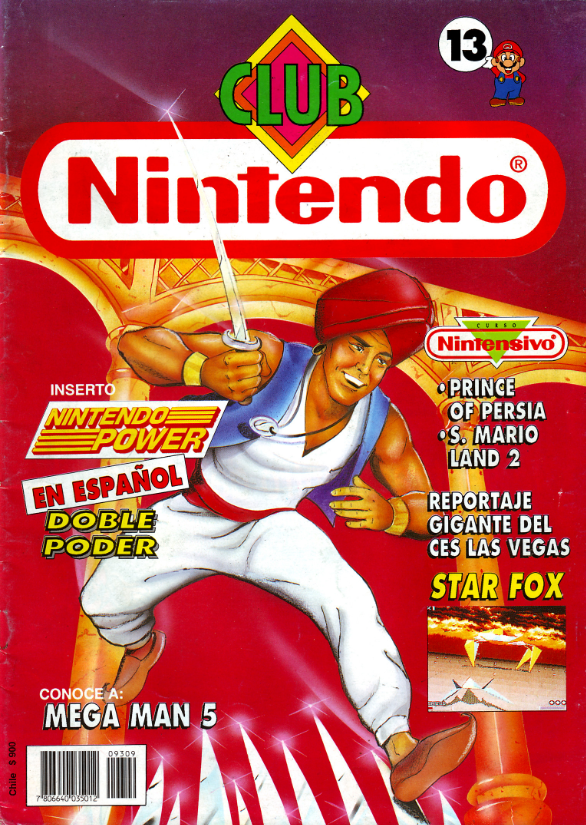 13
CLUB
Nintendo®
CURSO
Nintensivo
•PRINCE
OF PERSIA
•S. MARIO
LAND 2
INSERTO
NINTENDO
POWER
EN ESPAÑOL
DOBLE
PODER
REPORTAJE
GIGANTE DEL
CES LAS VEGAS
STAR FOX
CONOCE A:
MEGA MAN 5
Chile $ 900
09309
7 806640 035012